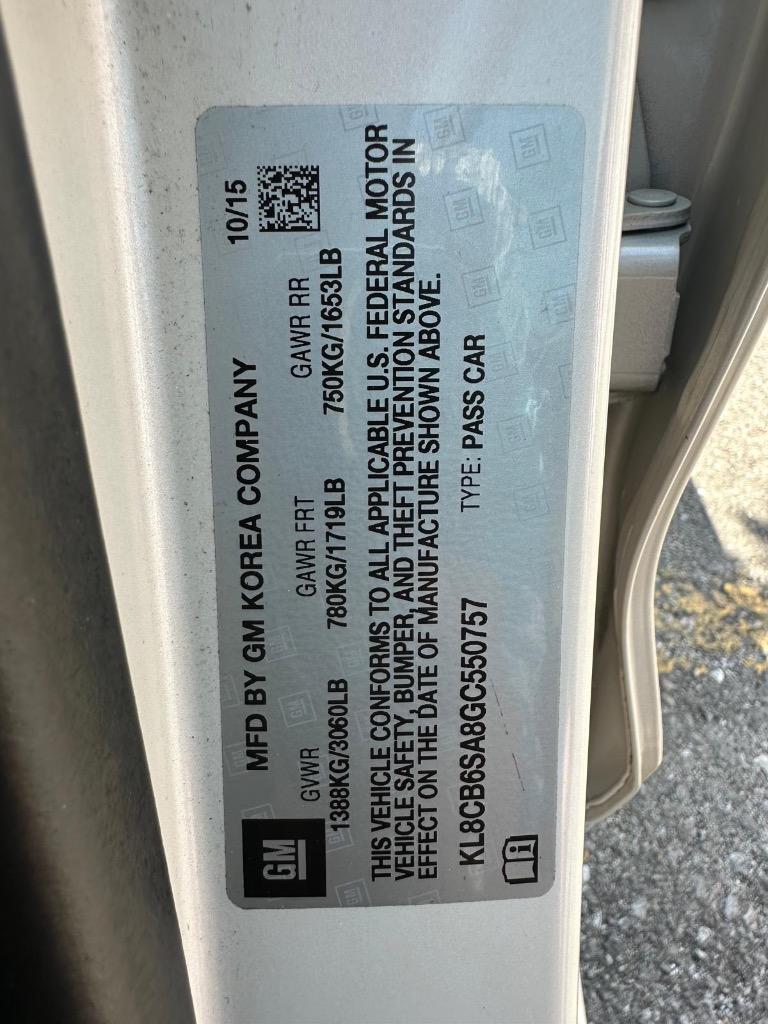 GM
MFD BY GM KOREA COMPANY
10/15
GVWR
GAWR FRT
GAWR RR
1388KG/3060LB
780KG/1719LB
750KG/1653LB
THIS VEHICLE CONFORMS TO ALL APPLICABLE U.S. FEDERAL MOTOR
VEHICLE SAFETY, BUMPER, AND THEFT PREVENTION STANDARDS IN
EFFECT ON THE DATE OF MANUFACTURE SHOWN ABOVE.
KL8CB6SA8GC550757
TYPE: PASS CAR